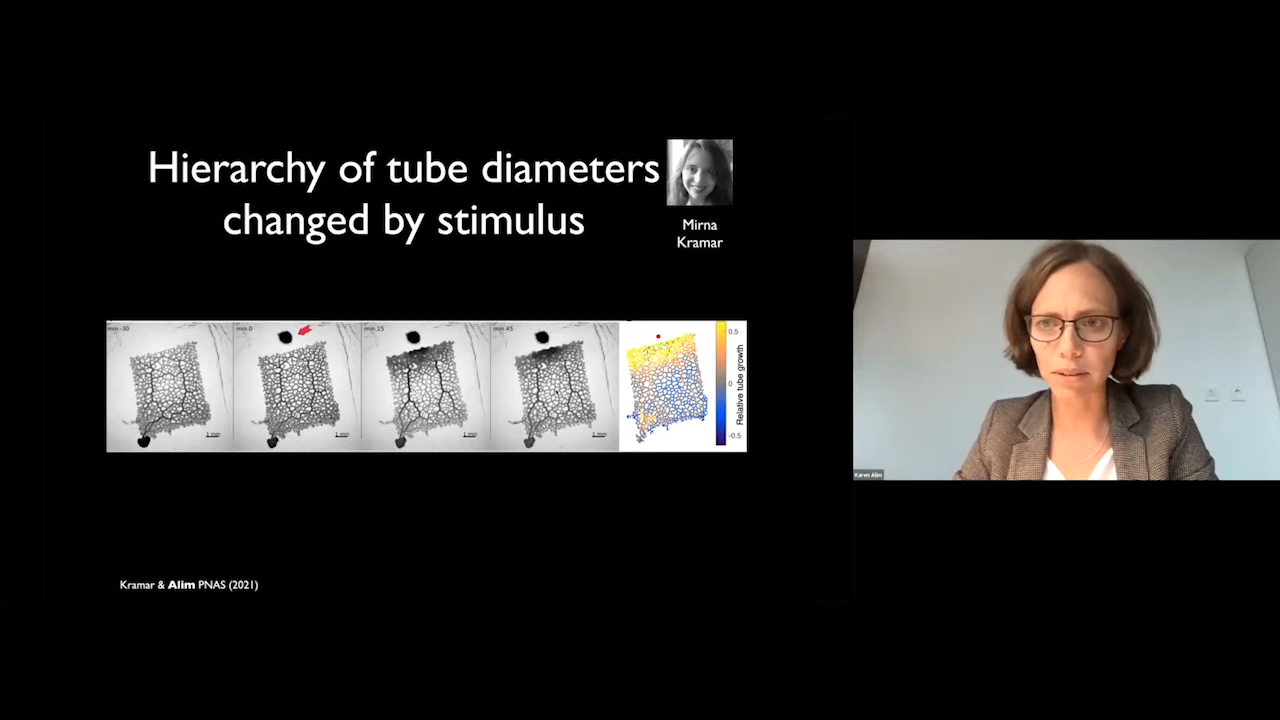 Hierarchy of tube diameters
changed by stimulus
Mirna
Kramar
min -30
min 0
min 15
min 45
1 mm
1 mm
1 mm
1 mm
0.5
0
-0.5
Relative tube growth
Karen Alim
Kramar & Alim PNAS (2021)